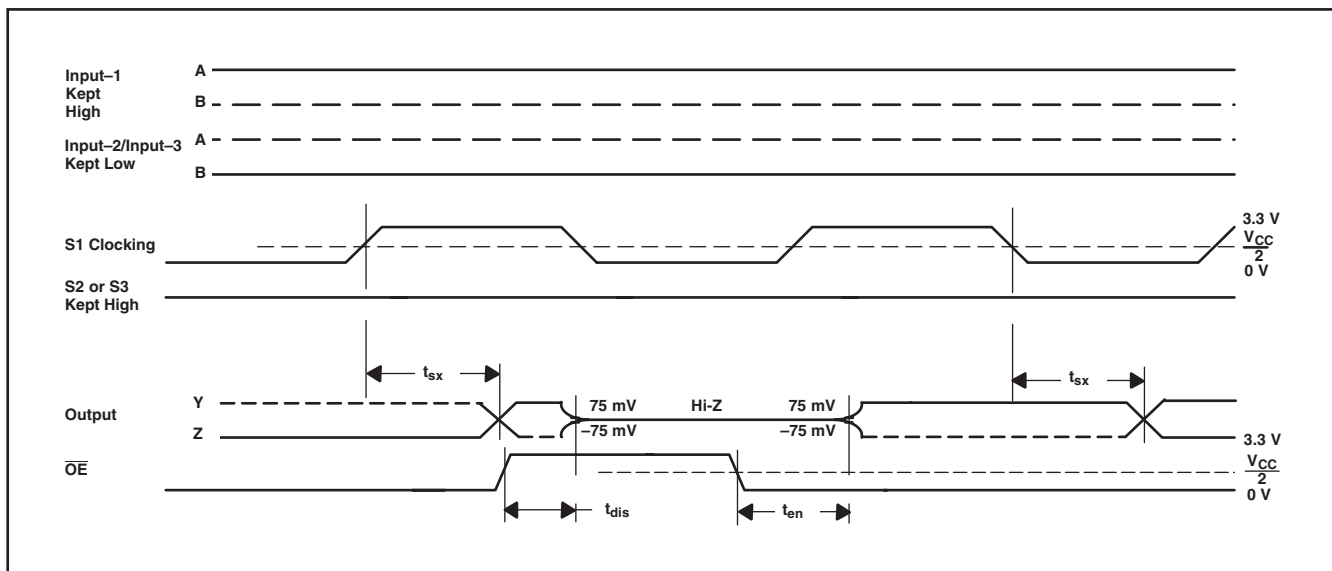 Input–1
Kept
High
A
B
Input–2/Input–3
Kept Low
A
B
S1 Clocking
3.3 V
VCC
2
0 V
S2 or S3
Kept High
tsx
tsx
Output
Y
Z
75 mV
–75 mV
Hi-Z
75 mV
–75 mV
OE
3.3 V
VCC
2
0 V
tdis
ten